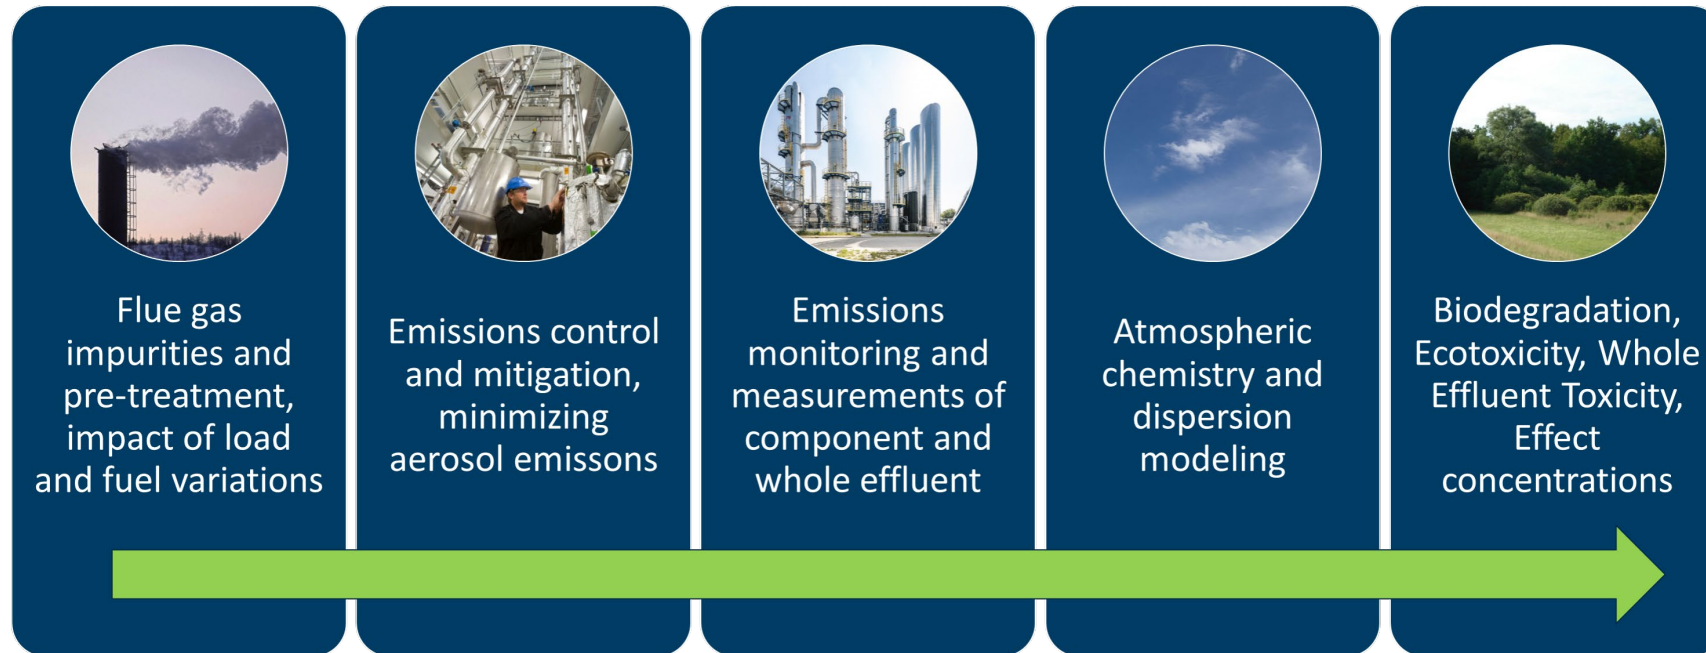 Flue gas
impurities and
pre-treatment,
impact of load
and fuel variations
Emissions control
and mitigation,
minimizing
aerosol emissons
Emissions
monitoring and
measurements of
component and
whole effluent
Atmospheric
chemistry and
dispersion
modeling
Biodegradation,
Ecotoxicity, Whole
Effluent Toxicity,
Effect
concentrations